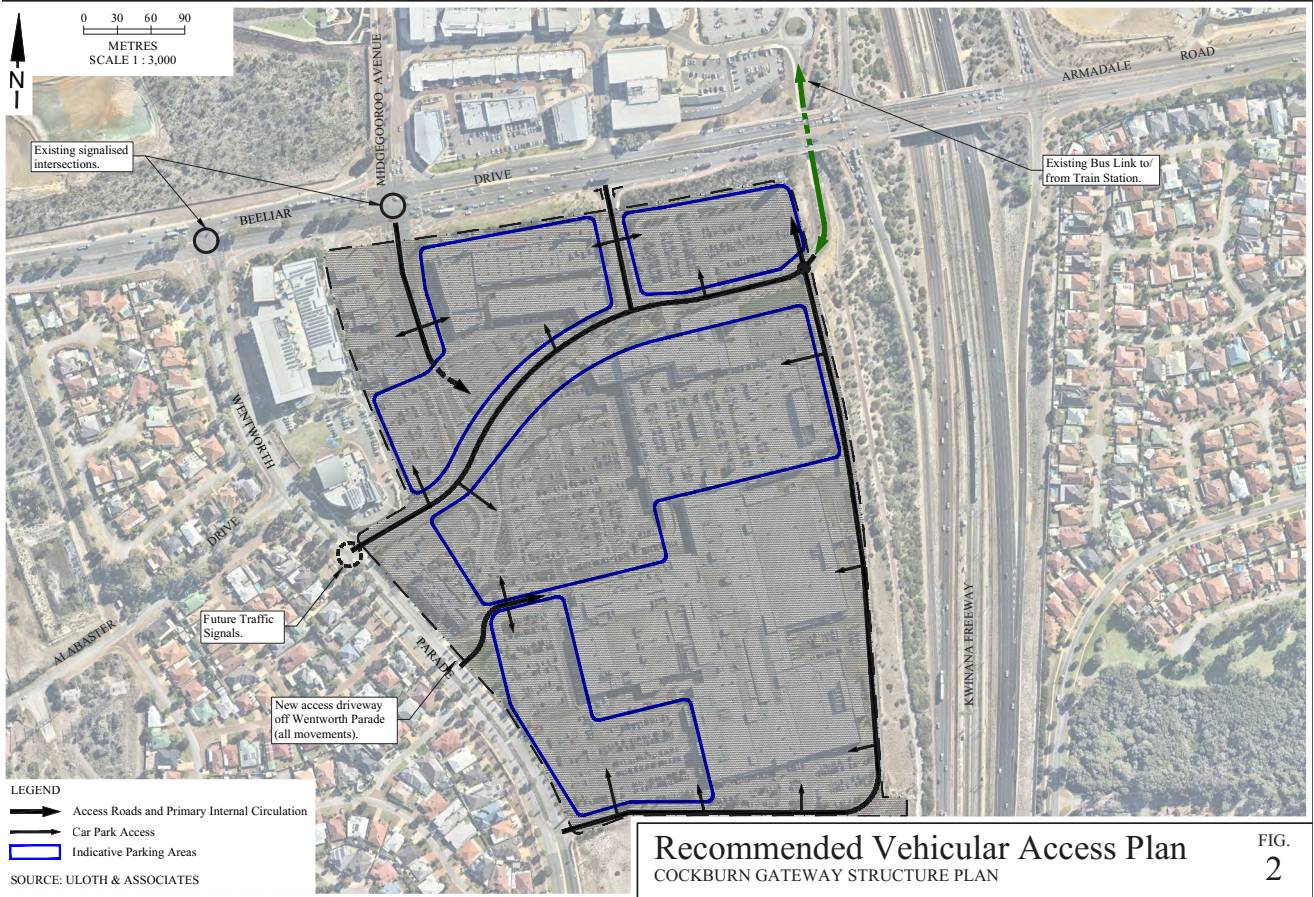 0 30 60 90
METRES
SCALE 1 : 3,000
N
MIDGEGOOROO AVENUE
ARMADALE ROAD
Existing signalised
intersections.
Existing Bus Link to/
from Train Station.
BEELIAR DRIVE
WENTWORTH
PARADE
ALABASTER
DRIVE
Future Traffic
Signals.
New access driveway
off Wentworth Parade
(all movements).
KWINANA FREEWAY
LEGEND
Access Roads and Primary Internal Circulation
Car Park Access
Indicative Parking Areas
SOURCE: ULOTH & ASSOCIATES
Recommended Vehicular Access Plan
COCKBURN GATEWAY STRUCTURE PLAN
FIG.
2